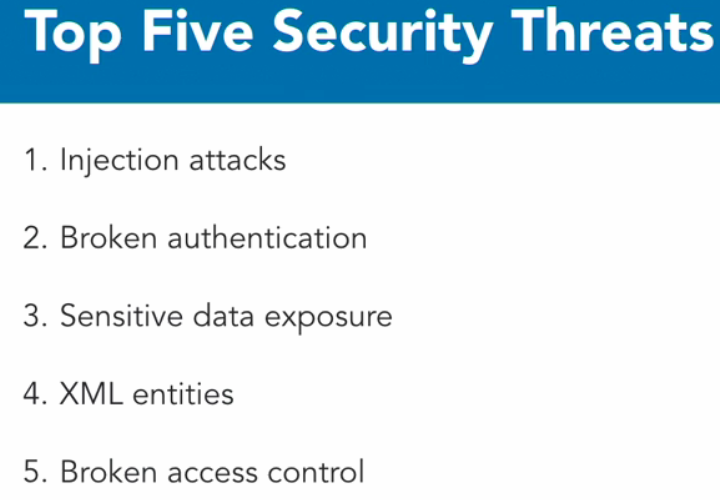 Top Five Security Threats
1. Injection attacks
2. Broken authentication
3. Sensitive data exposure
4. XML entities
5. Broken access control